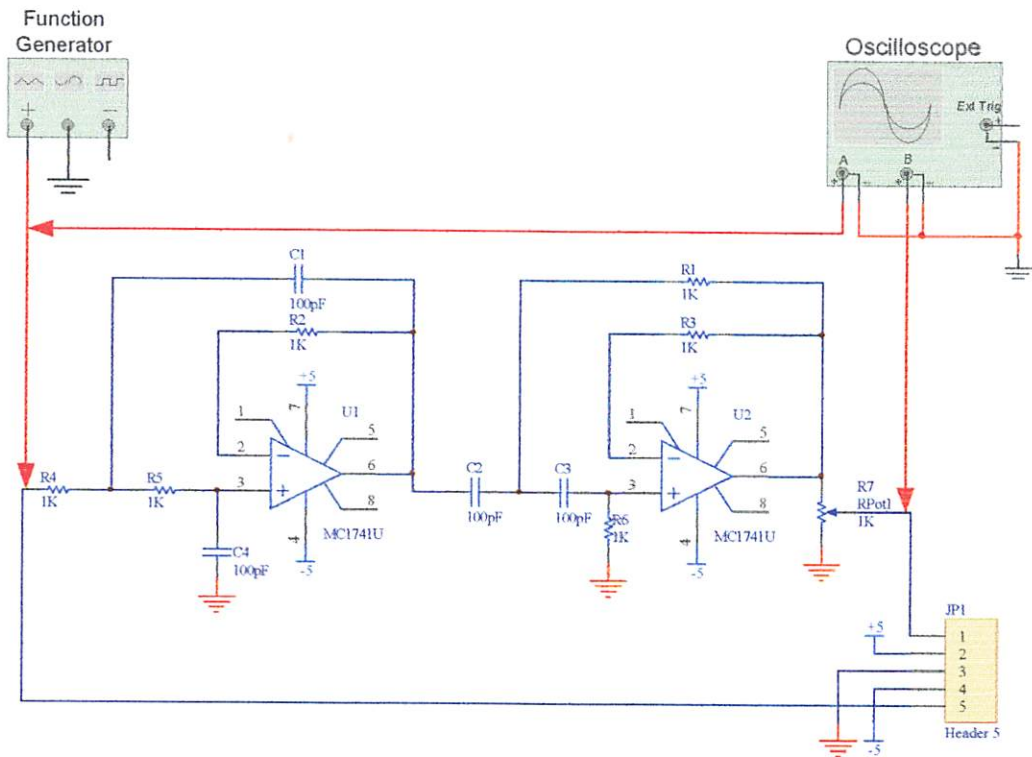 Function
Generator
Oscilloscope
Ext Trig
+
−
+
−
A
B
+
−
+
−
C1
100pF
R2
1K
R1
1K
R3
1K
+5
7
1
U1
5
2
6
3
8
4
-5
MC1741U
R4
1K
R5
1K
C4
100pF
C2
100pF
C3
100pF
R6
1K
+5
7
1
U2
5
2
6
3
8
4
-5
MC1741U
R7
RPot1
1K
JP1
+5
1
2
3
4
5
-5
Header 5